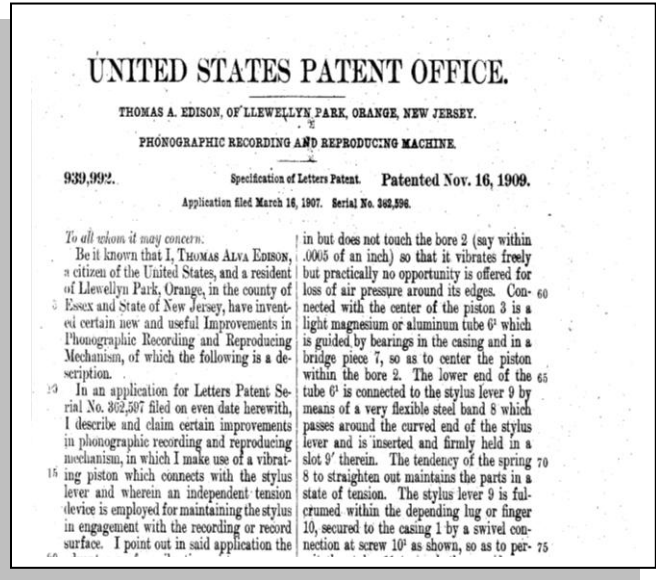 UNITED STATES PATENT OFFICE.
THOMAS A. EDISON, OF LLEWELLYN PARK, ORANGE, NEW JERSEY.
PHONOGRAPHIC RECORDING AND REPRODUCING MACHINE.
939,992. Specification of Letters Patent. Patented Nov. 16, 1909.
Application filed March 16, 1907. Serial No. 362,596.
To all whom it may concern:
Be it known that I, THOMAS ALVA EDISON,
a citizen of the United States, and a resident
of Llewellyn Park, Orange, in the county of
5 Essex and State of New Jersey, have invent-
ed certain new and useful Improvements in
Phonographic Recording and Reproducing
Mechanism, of which the following is a de-
scription.
10 In an application for Letters Patent Se-
rial No. 362,597 filed on even date herewith,
I describe and claim certain improvements
in phonographic recording and reproducing
mechanism, in which I make use of a vibrat-
15 ing piston which connects with the stylus
lever and wherein an independent tension
device is employed for maintaining the stylus
in engagement with the recording or record
surface. I point out in said application the
in but does not touch the bore 2 (say within
.0005 of an inch) so that it vibrates freely
but practically no opportunity is offered for
loss of air pressure around its edges. Con- 60
nected with the center of the piston 3 is a
light magnesium or aluminum tube 6¹ which
is guided by bearings in the casing and in a
bridge piece 7, so as to center the piston
within the bore 2. The lower end of the 65
tube 6¹ is connected to the stylus lever 9 by
means of a very flexible steel band 8 which
passes around the curved end of the stylus
lever and is inserted and firmly held in a
slot 9′ therein. The tendency of the spring 70
8 to straighten out maintains the parts in a
state of tension. The stylus lever 9 is ful-
crumed within the depending lug or finger
10, secured to the casing 1 by a swivel con-
nection at screw 10¹ as shown, so as to per- 75